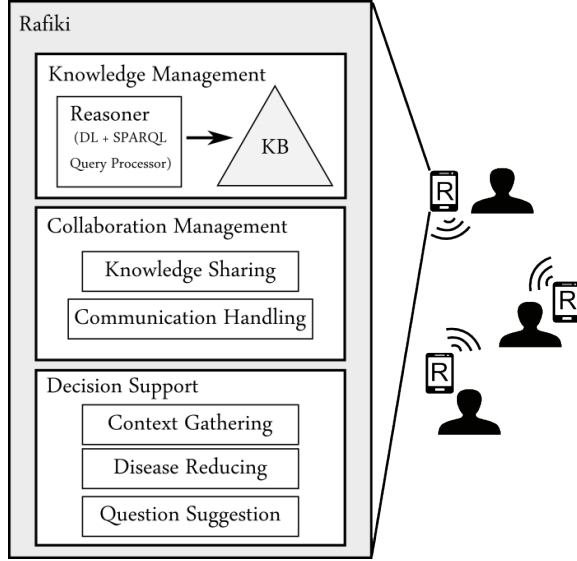 Rafiki
Knowledge Management
Reasoner
(DL + SPARQL
Query Processor)
KB
Collaboration Management
Knowledge Sharing
Communication Handling
Decision Support
Context Gathering
Disease Reducing
Question Suggestion
R
R
R